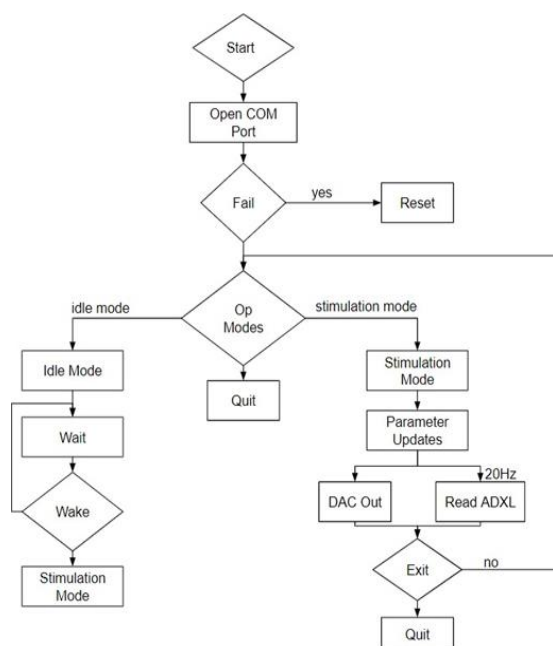 Start
Open COM
Port
Fail
yes
Reset
idle mode
Op
Modes
stimulation mode
Idle Mode
Quit
Stimulation
Mode
Wait
Parameter
Updates
20Hz
DAC Out
Read ADXL
Wake
Stimulation
Mode
Exit
no
Quit